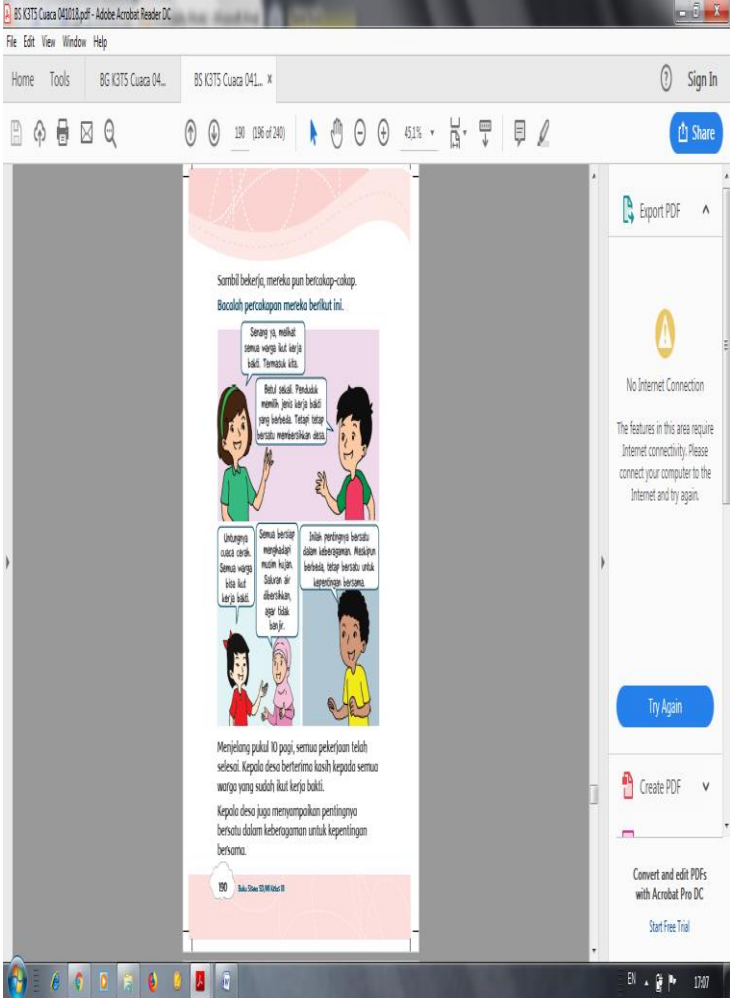 BS K3T5 Cuaca 041018.pdf - Adobe Acrobat Reader DC
File Edit View Window Help
Home Tools BG K3T5 Cuaca 04... BS K3T5 Cuaca 041... x
Sign In
190 (196 of 240) 45,1%
Share
Sambil bekerja, mereka pun bercakap-cakap.
Bacalah percakapan mereka berikut ini.
Senang ya, melihat
semua warga ikut kerja
bakti. Termasuk kita.
Betul sekali. Penduduk
memilih jenis kerja bakti
yang berbeda. Tetapi tetap
bersatu membersihkan desa.
Untungnya
cuaca cerah.
Semua warga
bisa ikut
kerja bakti.
Semua bersiap
menghadapi
musim hujan.
Saluran air
dibersihkan,
agar tidak
banjir.
Inilah pentingnya bersatu
dalam keberagaman. Meskipun
berbeda, tetap bersatu untuk
kepentingan bersama.
Menjelang pukul 10 pagi, semua pekerjaan telah
selesai. Kepala desa berterima kasih kepada semua
warga yang sudah ikut kerja bakti.
Kepala desa juga menyampaikan pentingnya
bersatu dalam keberagaman untuk kepentingan
bersama.
190 Buku Siswa SD/MI Kelas III
Export PDF
No Internet Connection
The features in this area require
Internet connectivity. Please
connect your computer to the
Internet and try again.
Try Again
Create PDF
Convert and edit PDFs
with Acrobat Pro DC
Start Free Trial
EN 17:07